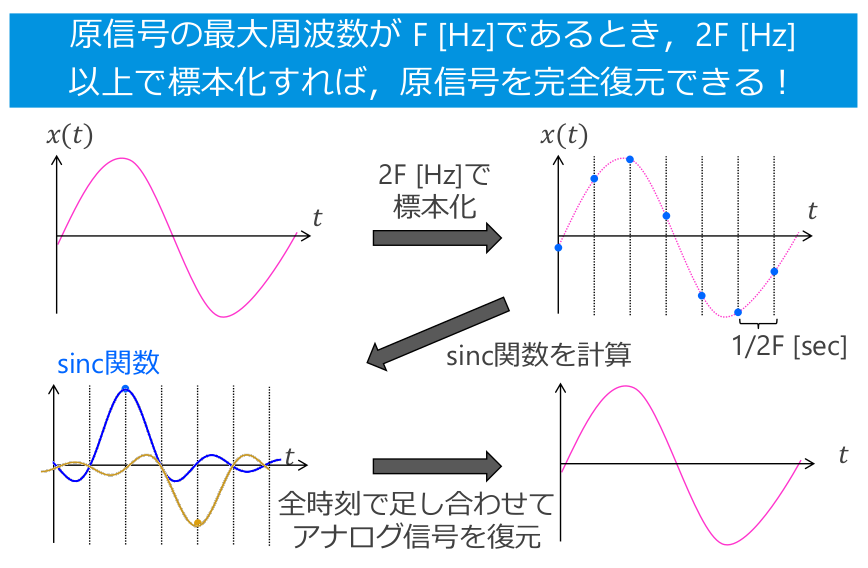 原信号の最大周波数が F [Hz]であるとき，2F [Hz]
以上で標本化すれば，原信号を完全復元できる！
x(t)
t
2F [Hz]で
標本化
x(t)
t
1/2F [sec]
sinc関数を計算
sinc関数
t
全時刻で足し合わせて
アナログ信号を復元
t